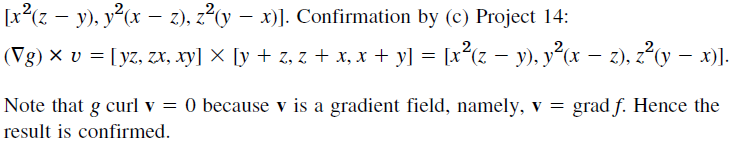 [x²(z − y), y²(x − z), z²(y − x)]. Confirmation by (c) Project 14:
(∇g) × v = [yz, zx, xy] × [y + z, z + x, x + y] = [x²(z − y), y²(x − z), z²(y − x)].
Note that g curl v = 0 because v is a gradient field, namely, v = grad f. Hence the
result is confirmed.